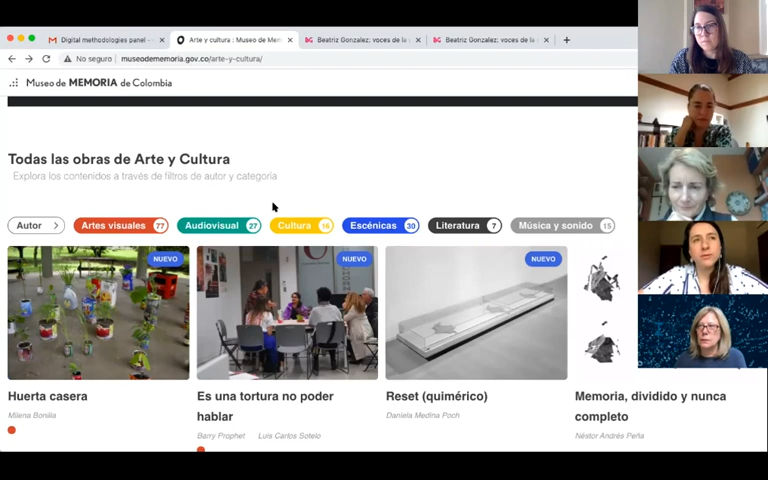 Digital methodologies panel -
Arte y cultura : Museo de Mem
Beatriz Gonzalez: voces de la
Beatriz Gonzalez: voces de la
No seguro | museodememoria.gov.co/arte-y-cultura/
Museo de MEMORIA de Colombia
Todas las obras de Arte y Cultura
Explora los contenidos a través de filtros de autor y categoría
Autor
Artes visuales 77
Audiovisual 27
Cultura 16
Escénicas 30
Literatura 7
Música y sonido 15
NUEVO
NUEVO
NUEVO
Huerta casera
Milena Bonilla
Es una tortura no poder
hablar
Barry Prophet Luis Carlos Sotelo
Reset (quimérico)
Daniela Medina Poch
Memoria, dividido y nunca
completo
Néstor Andrés Peña